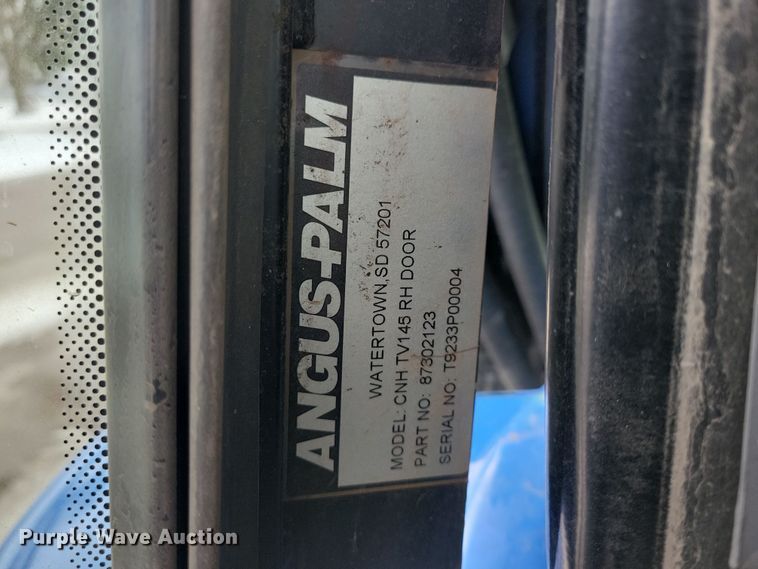 ANGUS-PALM
WATERTOWN, SD 57201
MODEL: CNH TV145 RH DOOR
PART NO: 87302123
SERIAL NO: T9233P00004
Purple Wave Auction